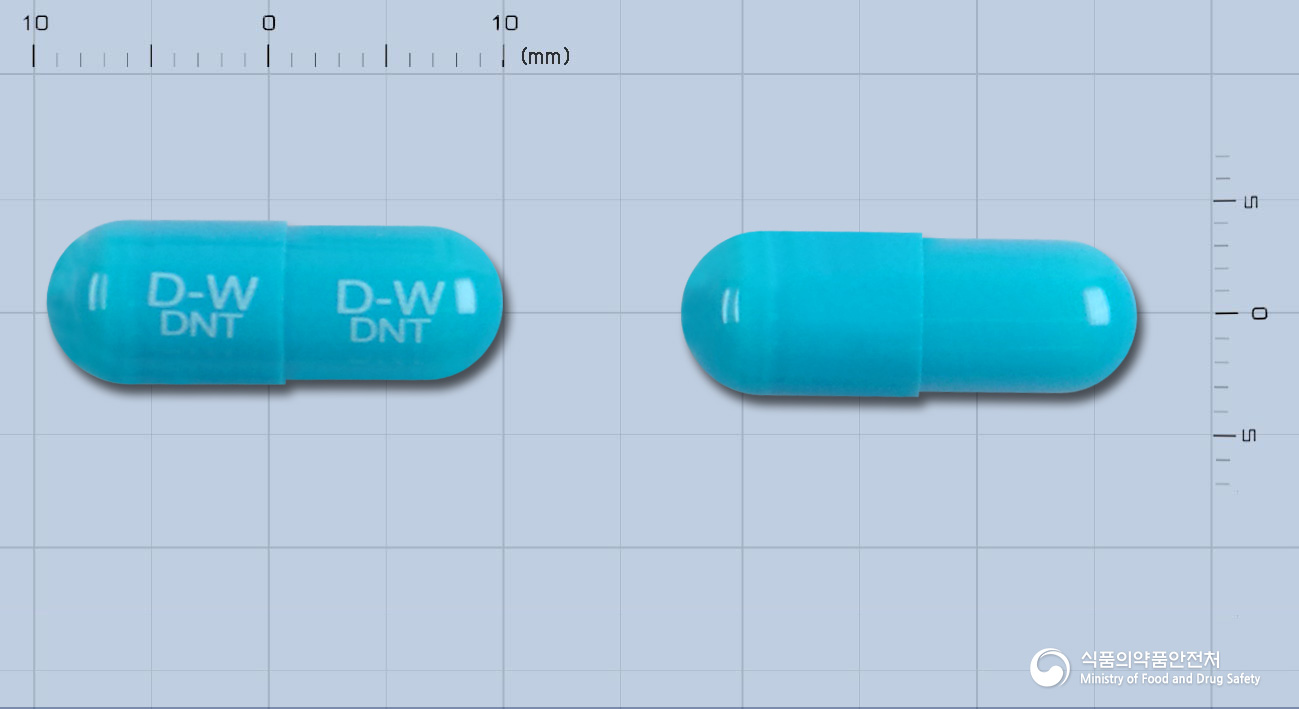 10 0 10
(mm)
D-W
DNT
D-W
DNT
5
0
5
식품의약품안전처
Ministry of Food and Drug Safety